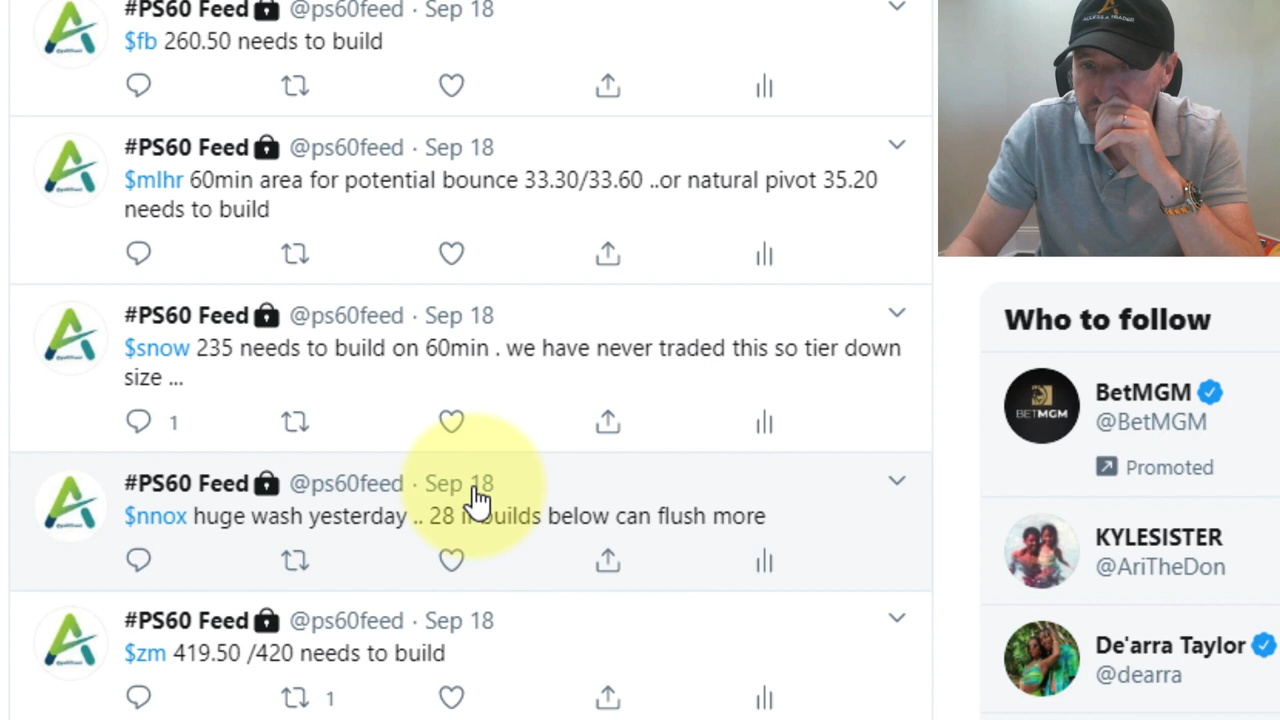 #PS60 Feed @ps60feed · Sep 18
$fb 260.50 needs to build
#PS60 Feed @ps60feed · Sep 18
$mlhr 60min area for potential bounce 33.30/33.60 ..or natural pivot 35.20
needs to build
#PS60 Feed @ps60feed · Sep 18
$snow 235 needs to build on 60min . we have never traded this so tier down
size ...
1
#PS60 Feed @ps60feed · Sep 18
$nnox huge wash yesterday .. 28 if builds below can flush more
#PS60 Feed @ps60feed · Sep 18
$zm 419.50 /420 needs to build
1
ACCESS A TRADER
Who to follow
BETMGM
BetMGM
@BetMGM
Promoted
KYLESISTER
@AriTheDon
De'arra Taylor
@dearra